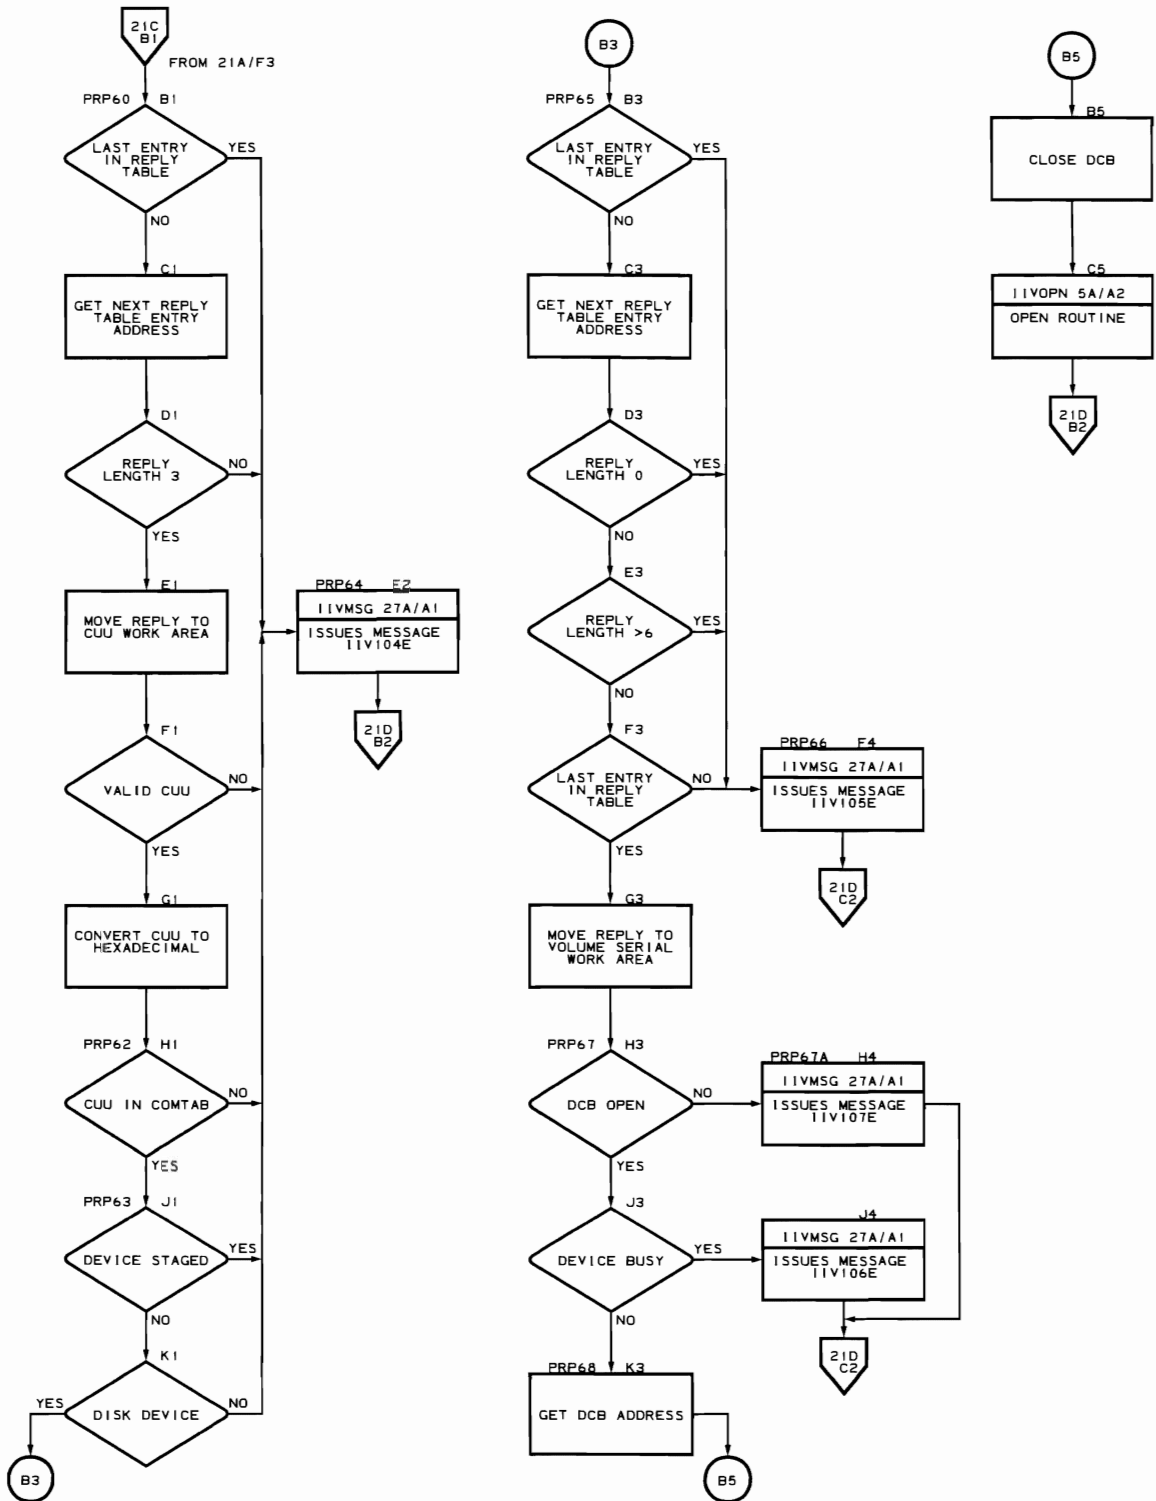 21C
B1
FROM 21A/F3
PRP60
B1
LAST ENTRY
IN REPLY
TABLE
YES
NO
C1
GET NEXT REPLY
TABLE ENTRY
ADDRESS
D1
REPLY
LENGTH 3
NO
YES
E1
MOVE REPLY TO
CUU WORK AREA
F1
VALID CUU
NO
YES
G1
CONVERT CUU TO
HEXADECIMAL
PRP62
H1
CUU IN COMTAB
NO
YES
PRP63
J1
DEVICE STAGED
YES
NO
K1
YES
DISK DEVICE
NO
B3
PRP64
E2
IIVMSG 27A/A1
ISSUES MESSAGE
IIV104E
21D
B2
B3
PRP65
B3
LAST ENTRY
IN REPLY
TABLE
YES
NO
C3
GET NEXT REPLY
TABLE ENTRY
ADDRESS
D3
REPLY
LENGTH 0
YES
NO
E3
REPLY
LENGTH >6
YES
NO
F3
LAST ENTRY
IN REPLY
TABLE
NO
YES
PRP66
F4
IIVMSG 27A/A1
ISSUES MESSAGE
IIV105E
21D
C2
G3
MOVE REPLY TO
VOLUME SERIAL
WORK AREA
PRP67
H3
DCB OPEN
NO
YES
PRP67A
H4
IIVMSG 27A/A1
ISSUES MESSAGE
IIV107E
J3
DEVICE BUSY
YES
NO
J4
IIVMSG 27A/A1
ISSUES MESSAGE
IIV106E
21D
C2
PRP68
K3
GET DCB ADDRESS
B5
B5
B5
CLOSE DCB
C5
IIVOPN 5A/A2
OPEN ROUTINE
21D
B2